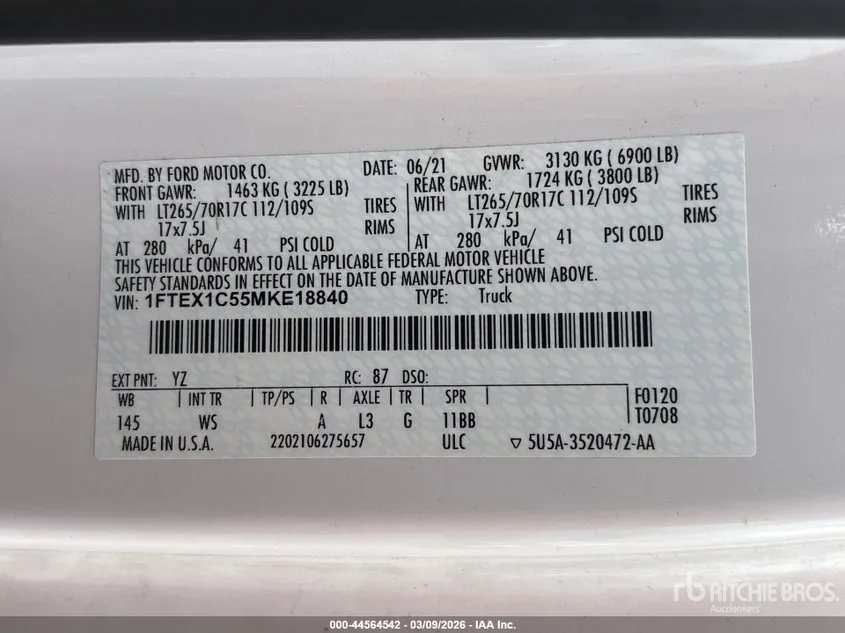 MFD. BY FORD MOTOR CO. DATE: 06/21 GVWR: 3130 KG ( 6900 LB)
FRONT GAWR: 1463 KG ( 3225 LB) REAR GAWR: 1724 KG ( 3800 LB)
WITH LT265/70R17C 112/109S TIRES WITH LT265/70R17C 112/109S TIRES
17x7.5J RIMS 17x7.5J RIMS
AT 280 kPa/ 41 PSI COLD AT 280 kPa/ 41 PSI COLD
THIS VEHICLE CONFORMS TO ALL APPLICABLE FEDERAL MOTOR VEHICLE
SAFETY STANDARDS IN EFFECT ON THE DATE OF MANUFACTURE SHOWN ABOVE.
VIN: 1FTEX1C55MKE18840 TYPE: Truck
EXT PNT: YZ RC: 87 DSO:
WB | INT TR | TP/PS | R | AXLE | TR | SPR | F0120
145 WS A L3 G 11BB T0708
MADE IN U.S.A. 2202106275657 ULC ▽ 5U5A-3520472-AA
rb RITCHIE BROS.
Auctioneers
000-44564542 | 03/09/2026 | IAA Inc.